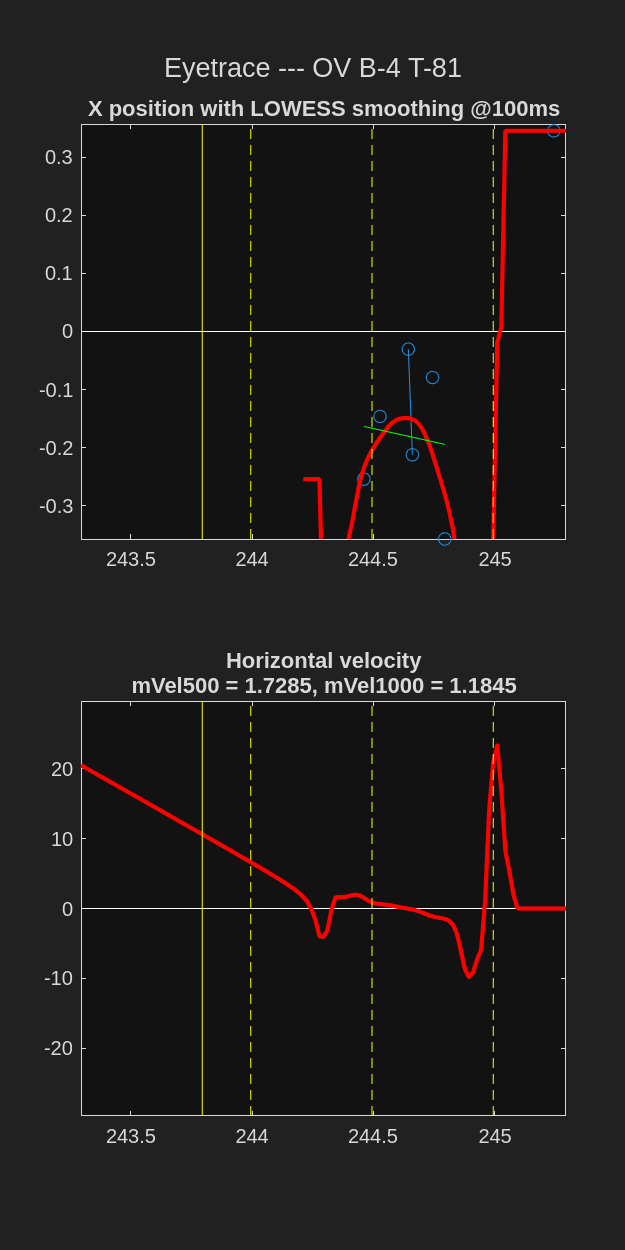 Eyetrace --- OV B-4 T-81
X position with LOWESS smoothing @100ms
0.3
0.2
0.1
0
-0.1
-0.2
-0.3
243.5 244 244.5 245
Horizontal velocity
mVel500 = 1.7285, mVel1000 = 1.1845
20
10
0
-10
-20
243.5 244 244.5 245